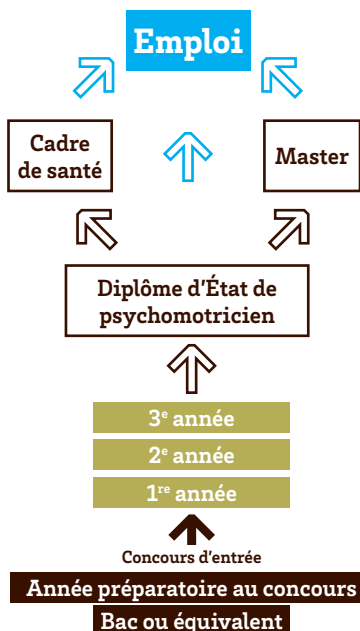 Emploi
Cadre
de santé
Master
Diplôme d'État de
psychomotricien
3e année
2e année
1re année
Concours d'entrée
Année préparatoire au concours
Bac ou équivalent